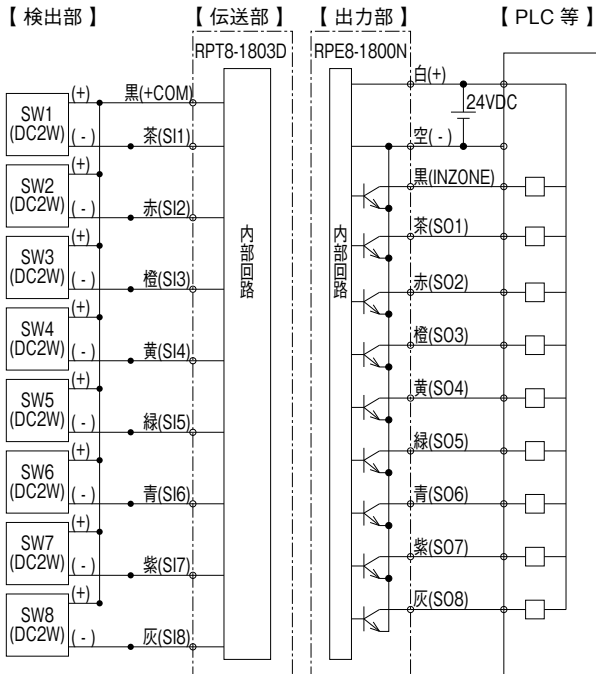 【 検出部 】 【 伝送部 】 【 出力部 】 【 PLC 等 】
RPT8-1803D RPE8-1800N
白(+)
(+) 黒(+COM)
24VDC
SW1
(DC2W) (-) 茶(SI1) 空(-)
(+)
黒(INZONE)
SW2
(DC2W) (-) 赤(SI2)
茶(SO1)
(+)
内部回路 内部回路
SW3
(DC2W) (-) 橙(SI3) 赤(SO2)
(+)
SW4 橙(SO3)
(DC2W) (-) 黄(SI4)
(+)
黄(SO4)
SW5
(DC2W) (-) 緑(SI5)
緑(SO5)
(+)
SW6
(DC2W) (-) 青(SI6) 青(SO6)
(+)
SW7 紫(SO7)
(DC2W) (-) 紫(SI7)
(+) 灰(SO8)
SW8
(DC2W) (-) 灰(SI8)